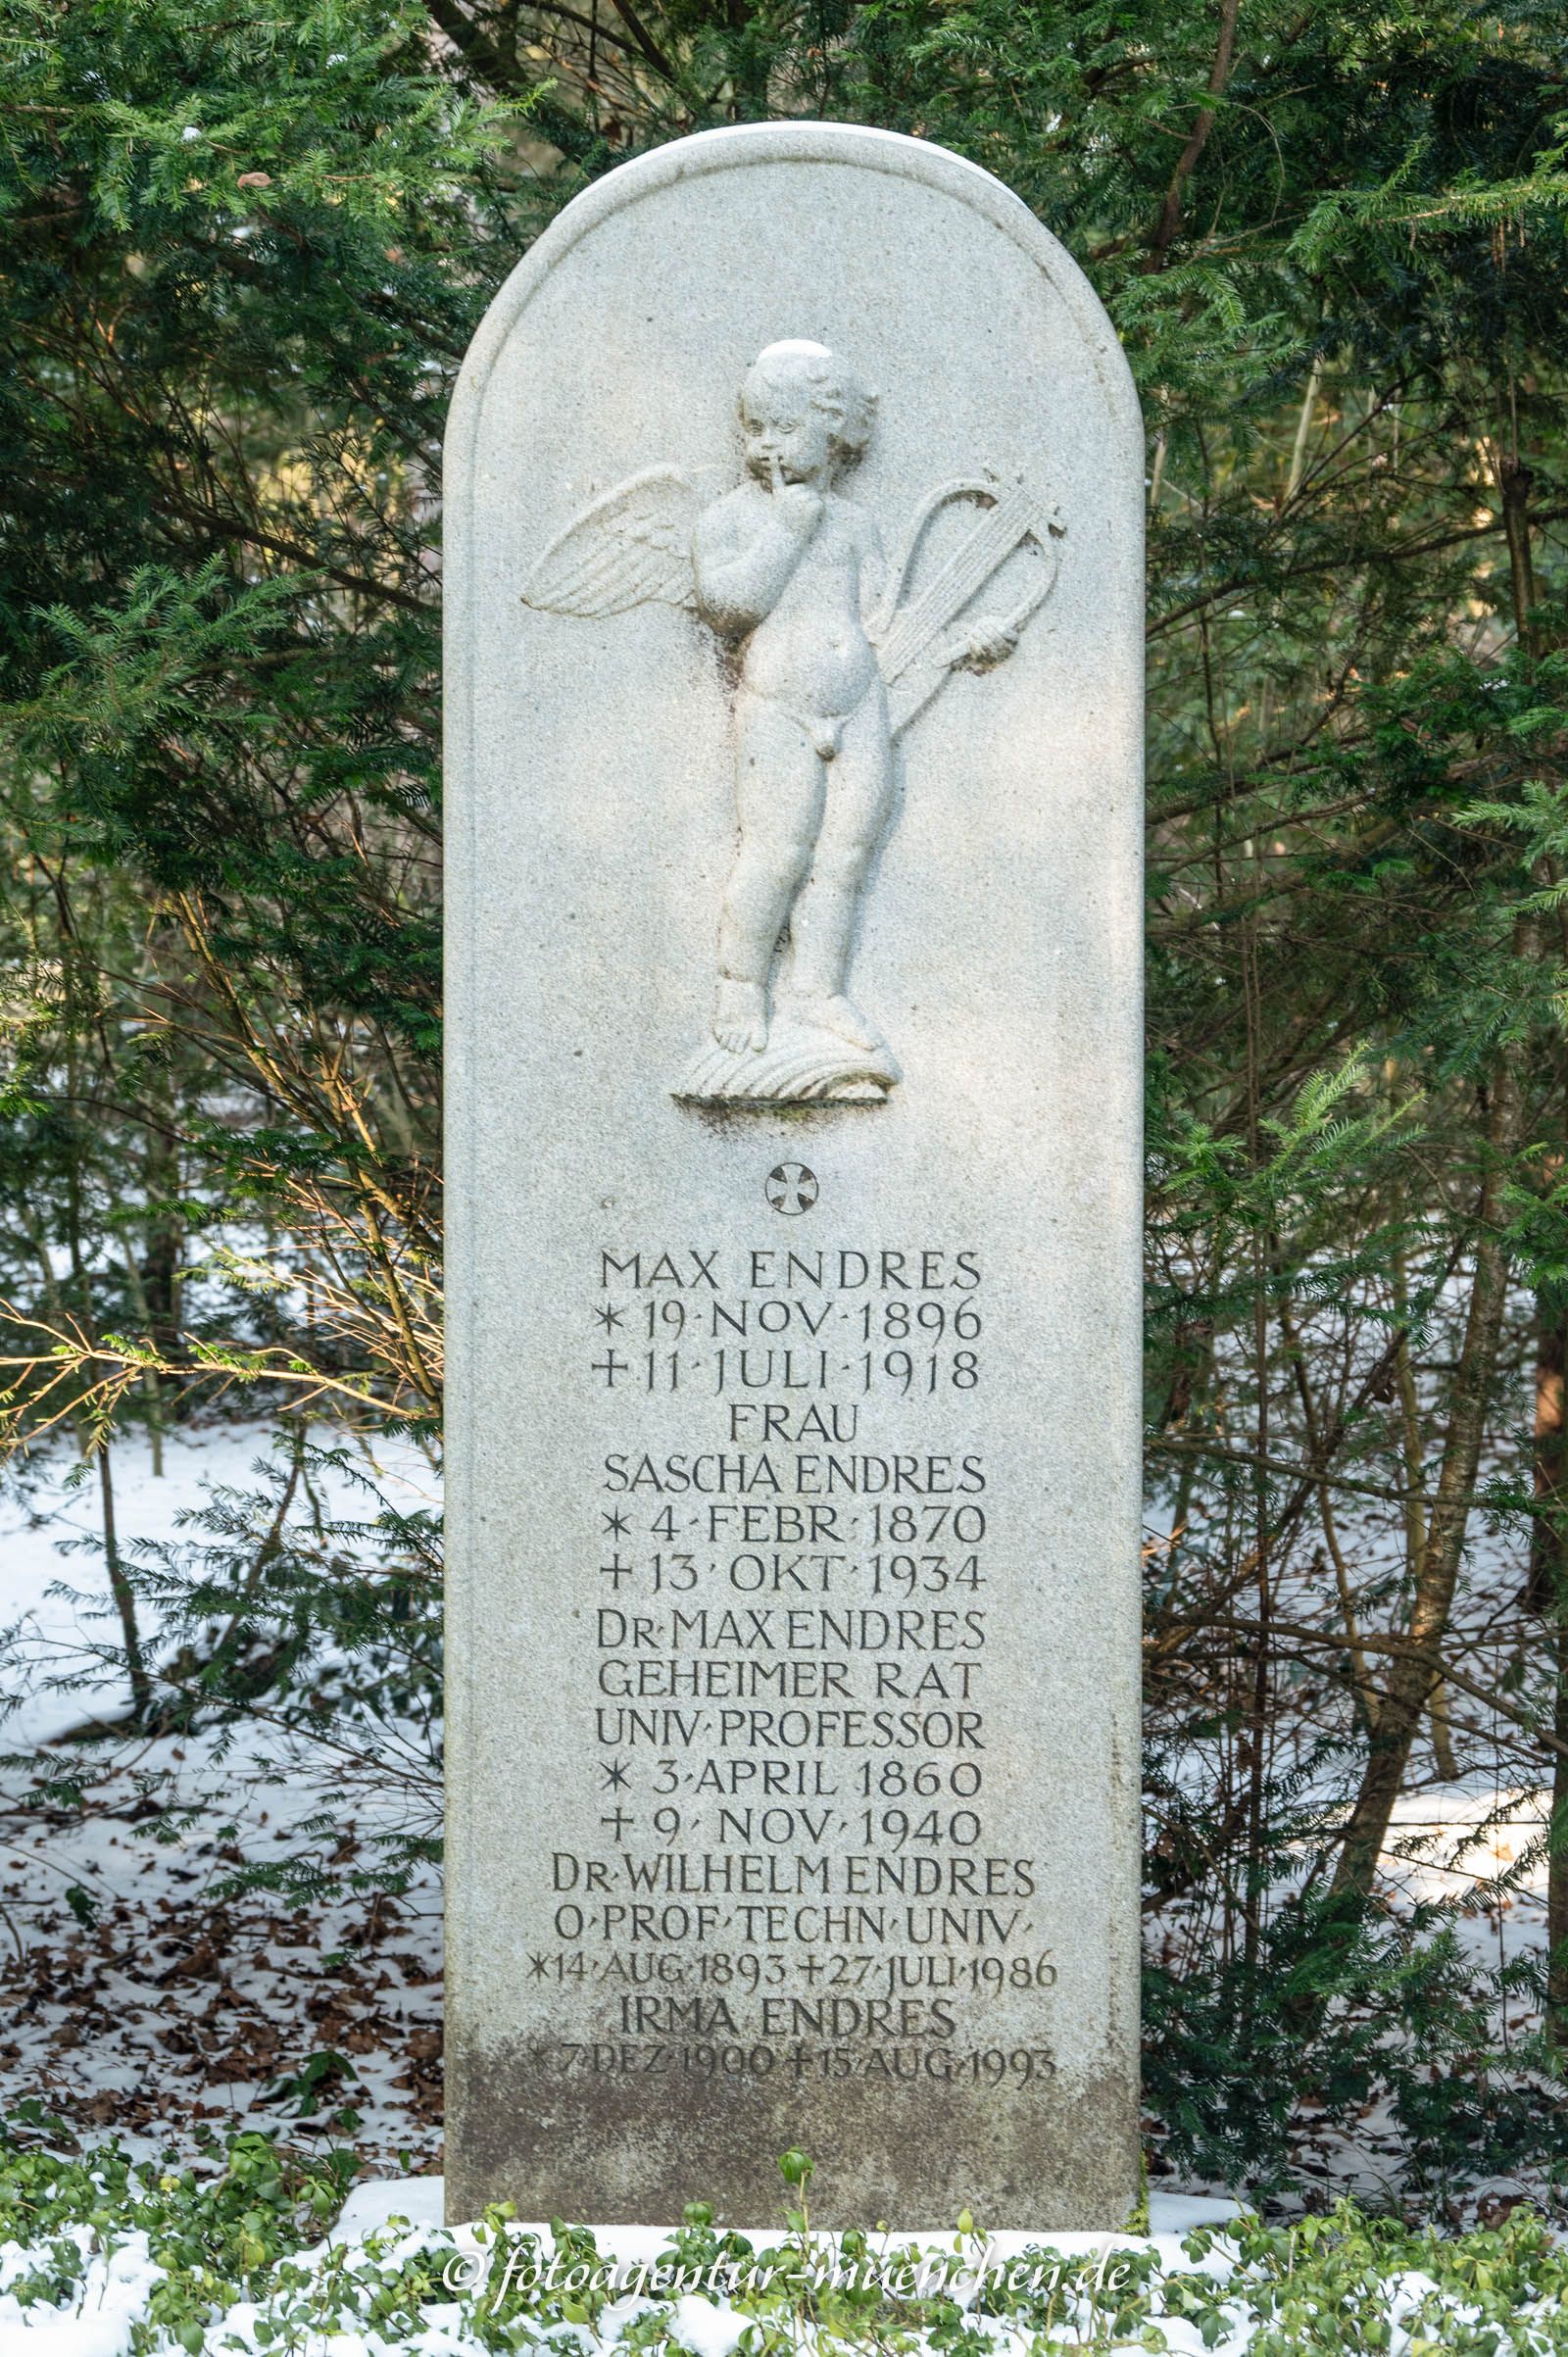 MAX ENDRES
* 19·NOV·1896
+ 11·JULI·1918
FRAU
SASCHA ENDRES
* 4·FEBR·1870
+ 13·OKT·1934
DR·MAX ENDRES
GEHEIMER RAT
UNIV·PROFESSOR
* 3·APRIL 1860
+ 9·NOV·1940
DR·WILHELM ENDRES
O·PROF·TECHN·UNIV·
*14·AUG·1893+27·JULI·1986
IRMA ENDRES
*7·DEZ·1900+15·AUG·1993
© fotoagentur-muenchen.de